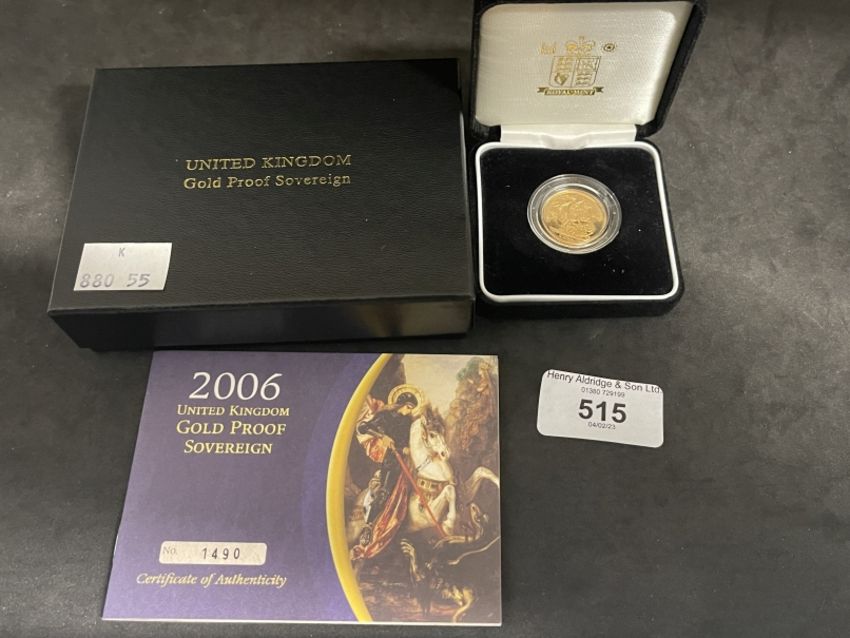 UNITED KINGDOM
Gold Proof Sovereign
K
880 55
ROYAL MINT
2006
UNITED KINGDOM
GOLD PROOF
SOVEREIGN
No. 1490
Certificate of Authenticity
Henry Aldridge & Son Ltd
01380 729199
515
04/02/23